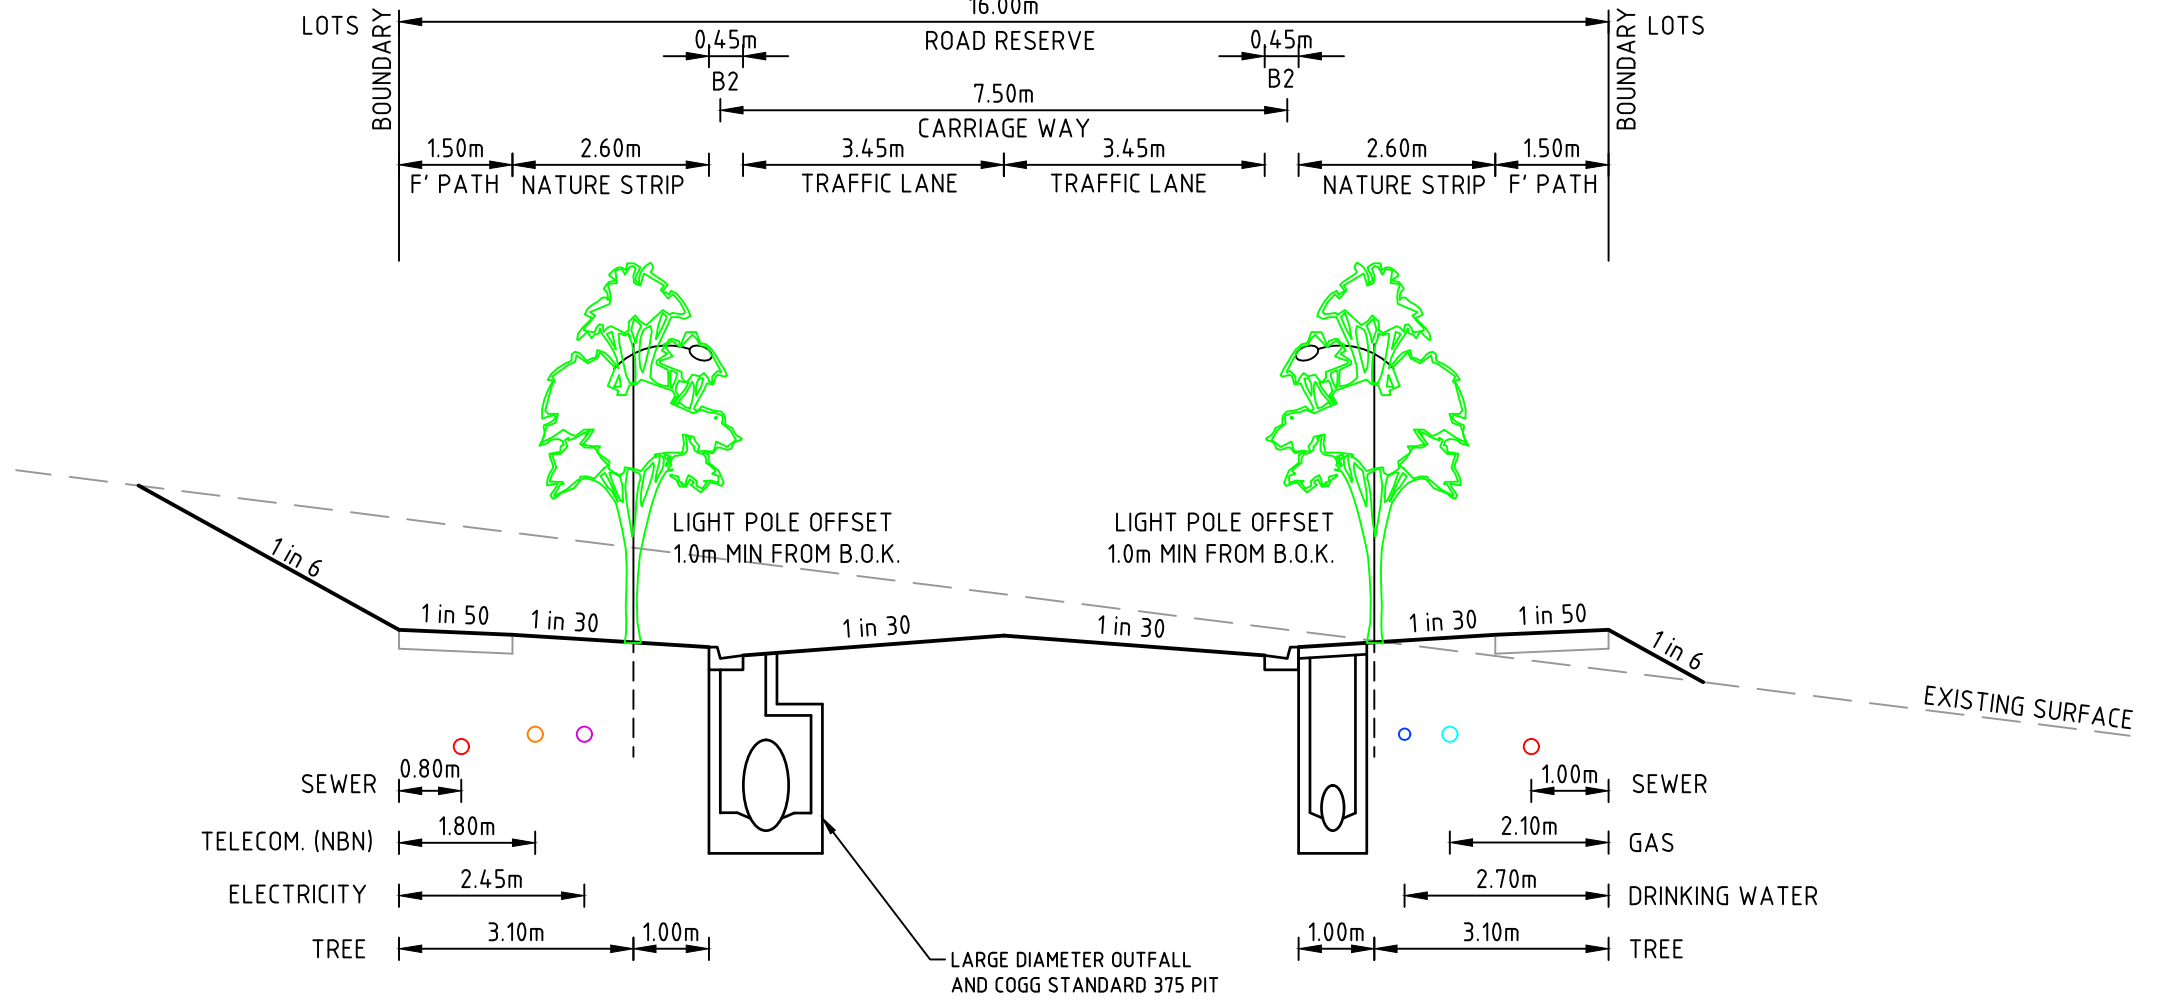 16.00m
LOTS
BOUNDARY
ROAD RESERVE
BOUNDARY
LOTS
0.45m
0.45m
B2
B2
7.50m
CARRIAGE WAY
1.50m
2.60m
3.45m
3.45m
2.60m
1.50m
F' PATH
NATURE STRIP
TRAFFIC LANE
TRAFFIC LANE
NATURE STRIP
F' PATH
LIGHT POLE OFFSET
1.0m MIN FROM B.O.K.
LIGHT POLE OFFSET
1.0m MIN FROM B.O.K.
1 in 6
1 in 50
1 in 30
1 in 30
1 in 30
1 in 30
1 in 50
1 in 6
EXISTING SURFACE
SEWER
0.80m
1.00m
SEWER
TELECOM. (NBN)
1.80m
2.10m
GAS
ELECTRICITY
2.45m
2.70m
DRINKING WATER
TREE
3.10m
1.00m
1.00m
3.10m
TREE
LARGE DIAMETER OUTFALL
AND COGG STANDARD 375 PIT